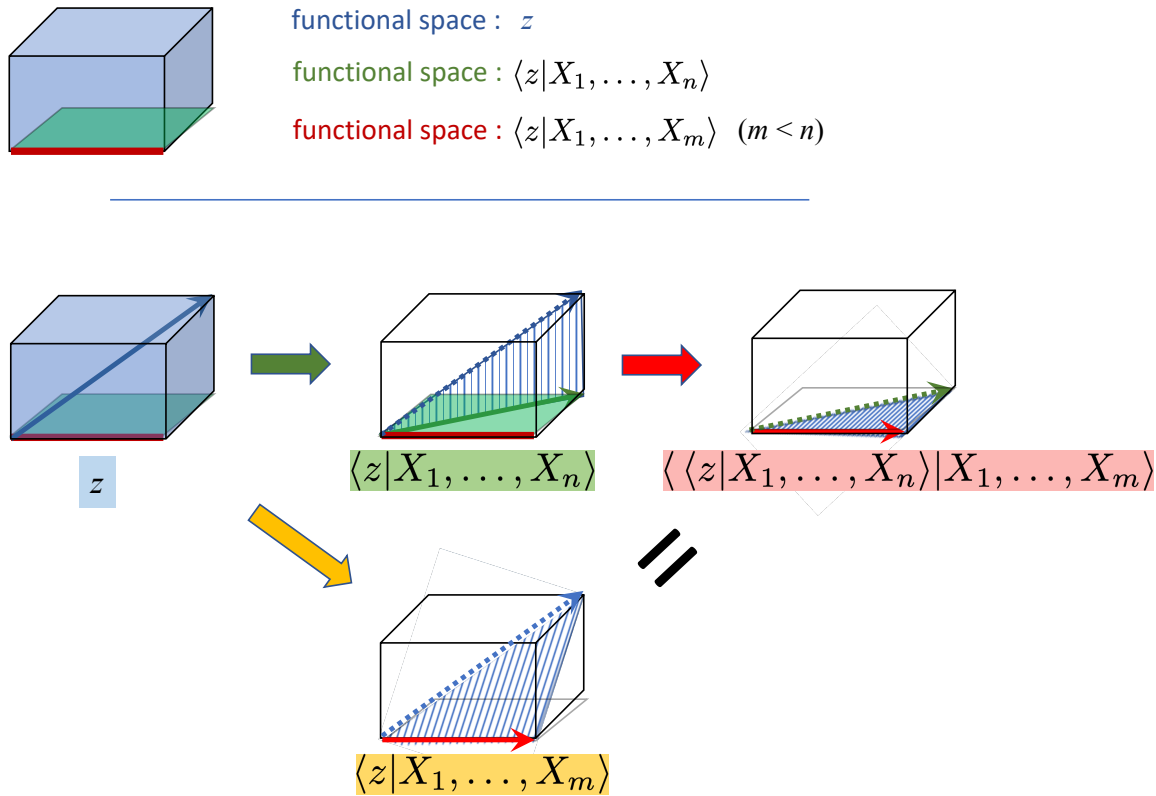 functional space : z
functional space : ⟨z|X₁, . . . , Xₙ⟩
functional space : ⟨z|X₁, . . . , Xₘ⟩ (m < n)
z
⟨z|X₁, . . . , Xₙ⟩
⟨ ⟨z|X₁, . . . , Xₙ⟩|X₁, . . . , Xₘ⟩
⟨z|X₁, . . . , Xₘ⟩